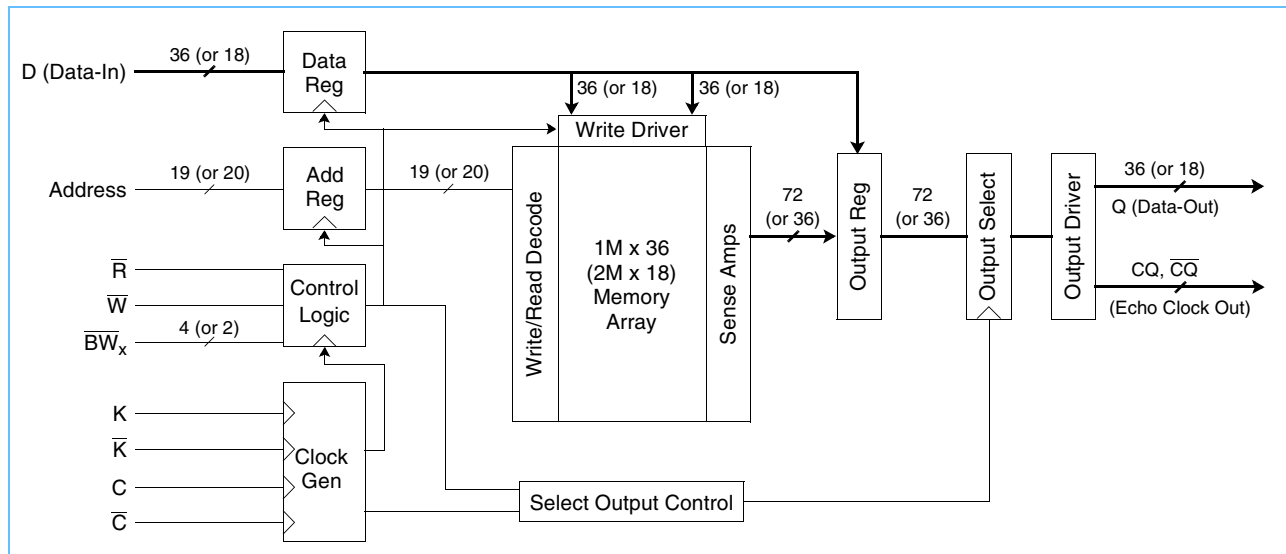 D (Data-In)
36 (or 18)
Data
Reg
36 (or 18)
36 (or 18)
Write Driver
Address
19 (or 20)
Add
Reg
19 (or 20)
Write/Read Decode
1M x 36
(2M x 18)
Memory
Array
Sense Amps
72
(or 36)
Output Reg
72
(or 36)
Output Select
Output Driver
36 (or 18)
Q (Data-Out)
CQ, C̅Q̅
(Echo Clock Out)
R̅
W̅
B̅W̅ₓ
4 (or 2)
Control
Logic
K
K̅
C
C̅
Clock
Gen
Select Output Control